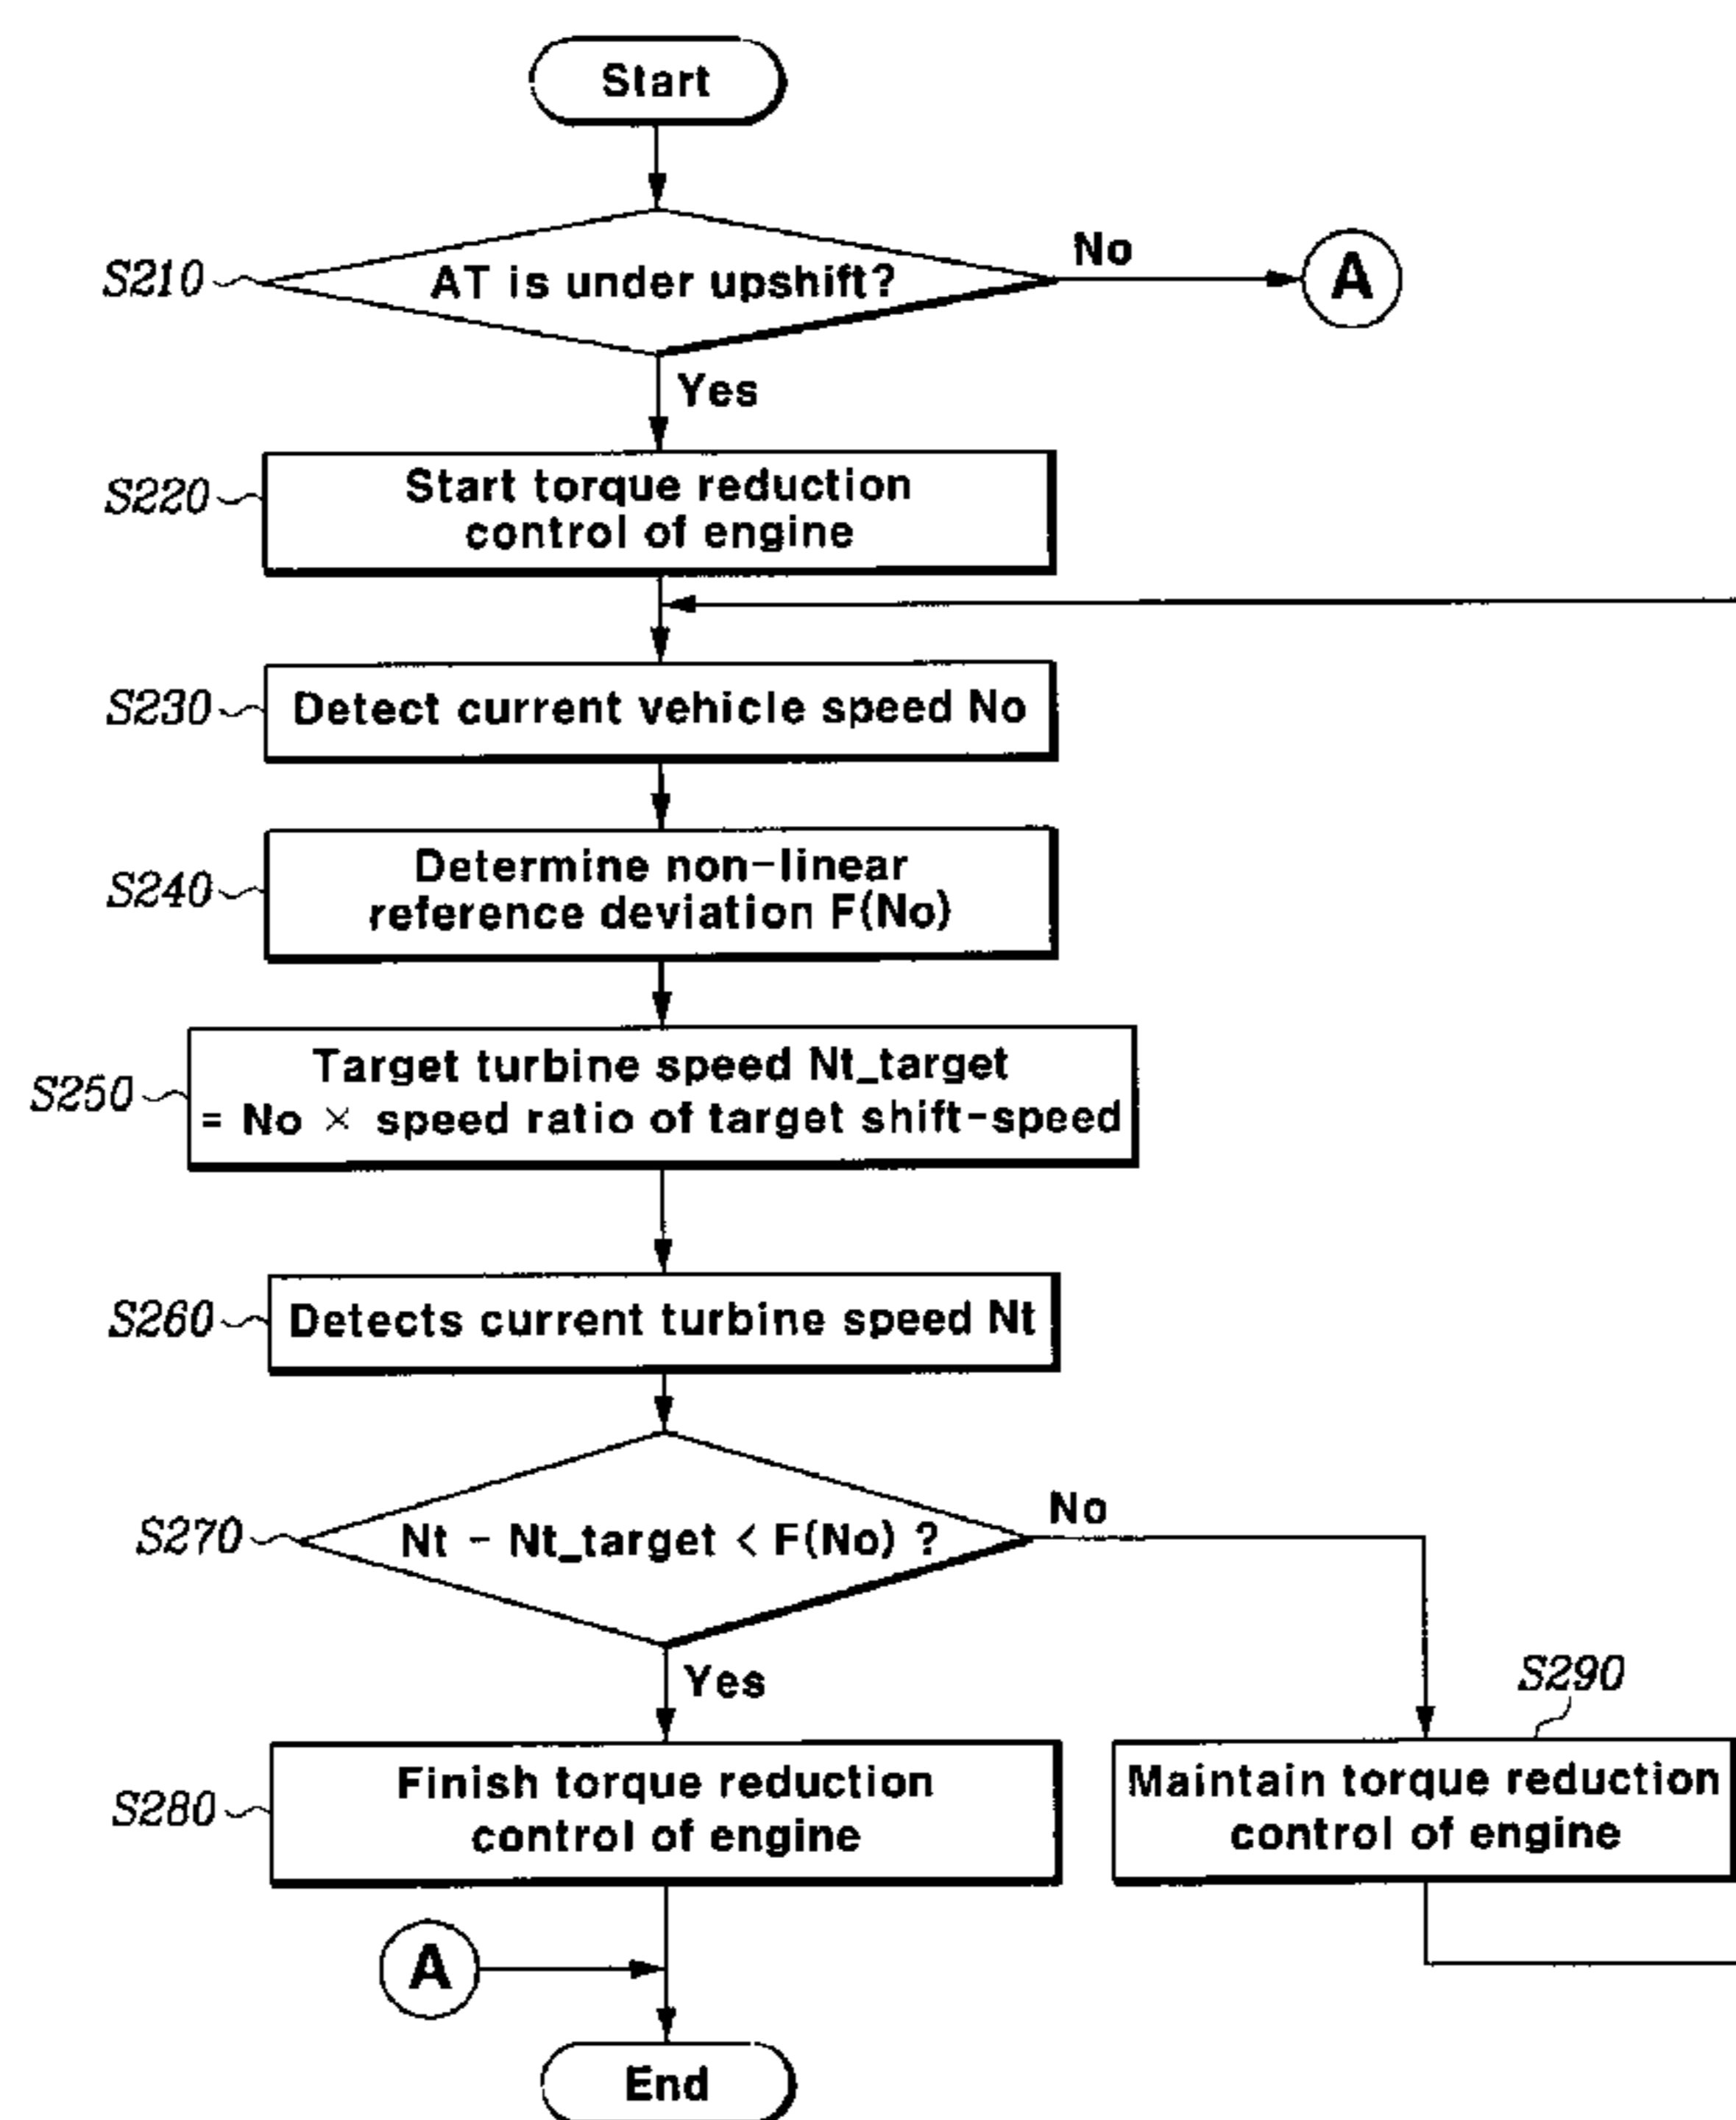 Start
S210
AT is under upshift?
No
A
Yes
S220
Start torque reduction
control of engine
S230
Detect current vehicle speed No
S240
Determine non-linear
reference deviation F(No)
S250
Target turbine speed Nt_target
= No × speed ratio of target shift-speed
S260
Detects current turbine speed Nt
S270
Nt - Nt_target < F(No) ?
No
Yes
S290
S280
Finish torque reduction
control of engine
Maintain torque reduction
control of engine
A
End